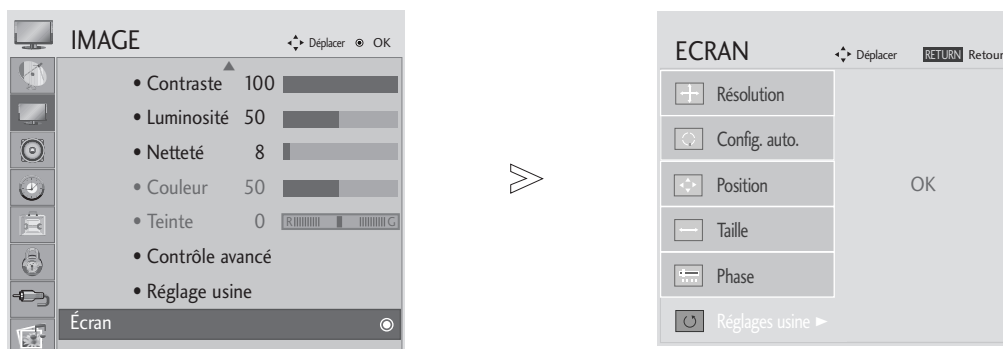 IMAGE
Déplacer OK
• Contraste 100
• Luminosité 50
• Netteté 8
• Couleur 50
• Teinte 0 R G
• Contrôle avancé
• Réglage usine
Écran
ECRAN
Déplacer RETURN Retour
Résolution
Config. auto.
Position
Taille
Phase
Réglages usine ►
OK